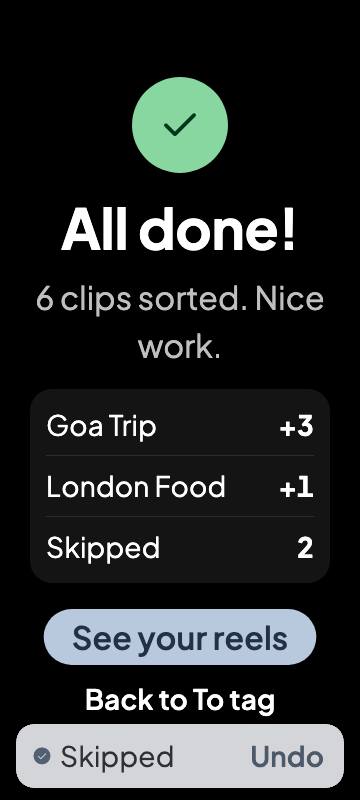 All done!
6 clips sorted. Nice
work.
Goa Trip +3
London Food +1
Skipped 2
See your reels
Back to To tag
Skipped Undo